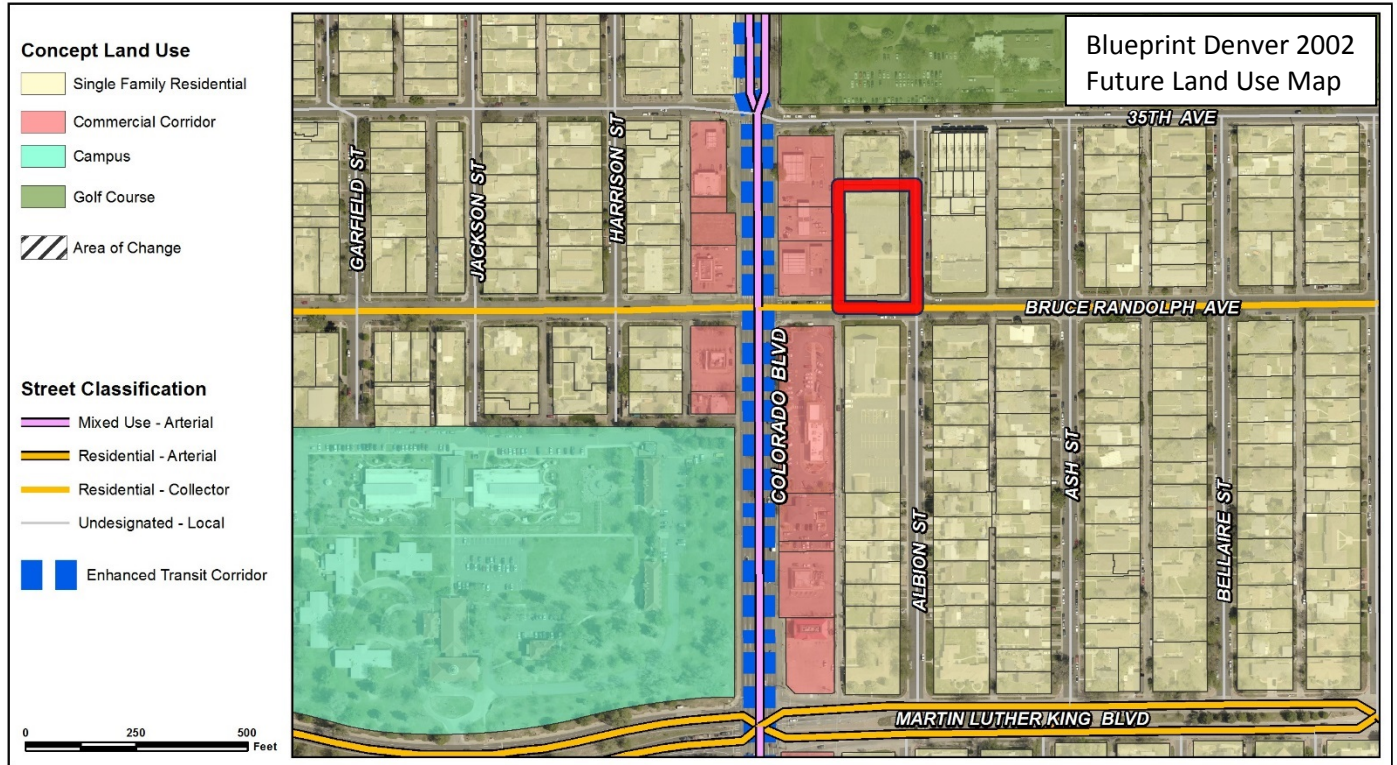 Blueprint Denver 2002
Future Land Use Map
Concept Land Use
Single Family Residential
Commercial Corridor
Campus
Golf Course
Area of Change
Street Classification
Mixed Use - Arterial
Residential - Arterial
Residential - Collector
Undesignated - Local
Enhanced Transit Corridor
0 250 500
Feet
35TH AVE
GARFIELD ST
JACKSON ST
HARRISON ST
BRUCE RANDOLPH AVE
COLORADO BLVD
ALBION ST
ASH ST
BELLAIRE ST
MARTIN LUTHER KING BLVD